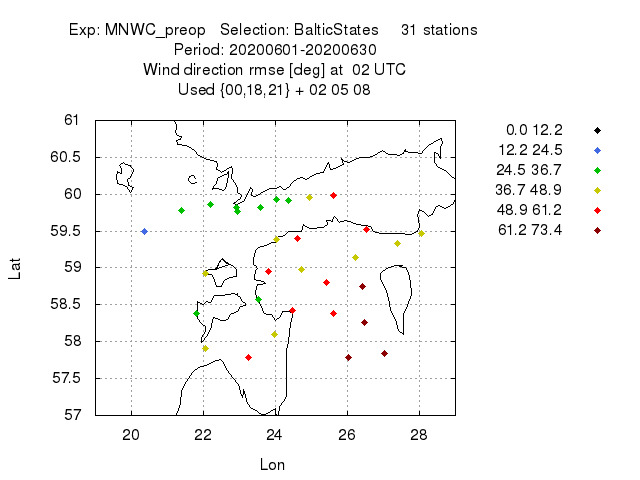 Exp: MNWC_preop Selection: BalticStates 31 stations
Period: 20200601-20200630
Wind direction rmse [deg] at 02 UTC
Used {00,18,21} + 02 05 08
61
60.5
60
59.5
59
58.5
58
57.5
57
20 22 24 26 28
Lat
Lon
0.0 12.2
12.2 24.5
24.5 36.7
36.7 48.9
48.9 61.2
61.2 73.4